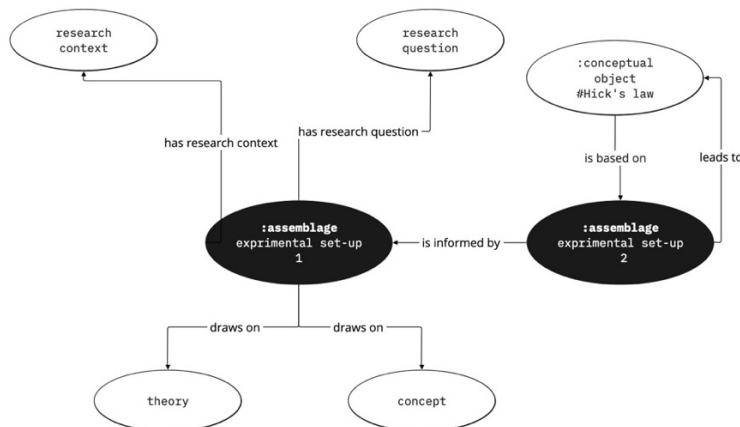 research
context
research
question
:conceptual
object
#Hick's law
has research context
has research question
is based on
leads to
:assemblage
exprimental set-up
1
is informed by
:assemblage
exprimental set-up
2
draws on
draws on
theory
concept